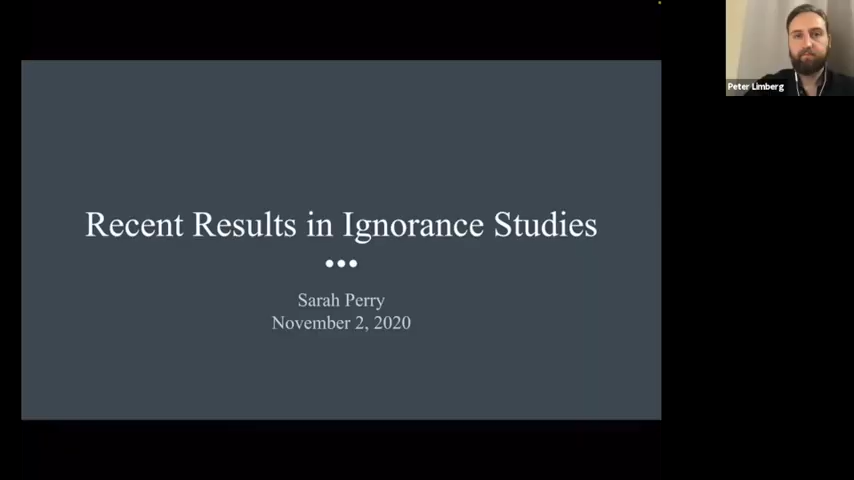 Peter Limberg
Recent Results in Ignorance Studies
Sarah Perry
November 2, 2020